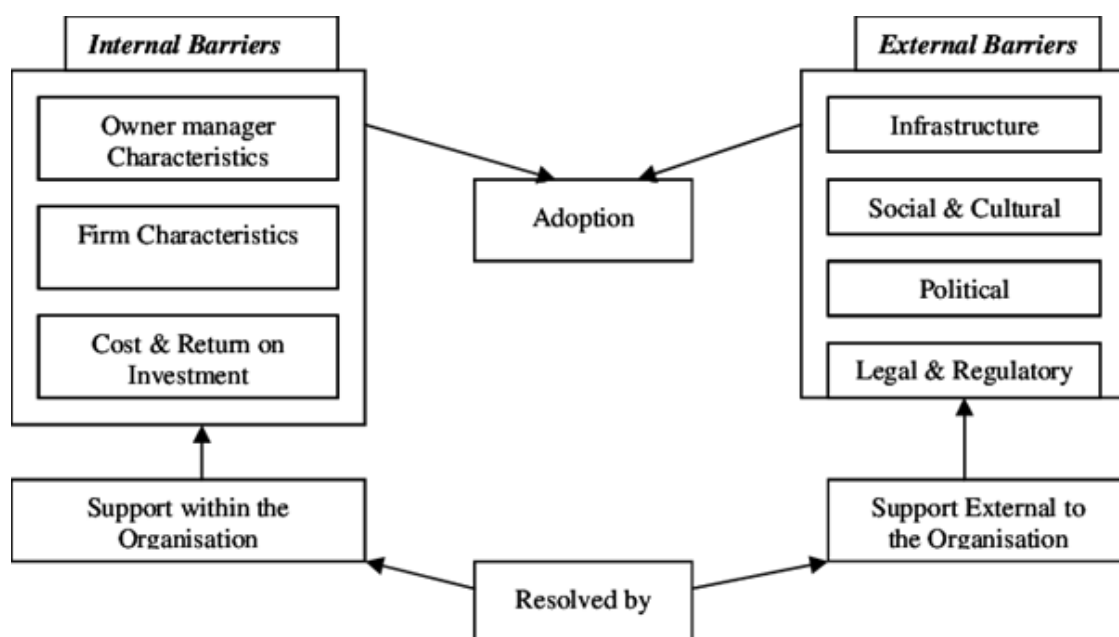 Internal Barriers
External Barriers
Owner manager
Characteristics
Firm Characteristics
Cost & Return on
Investment
Infrastructure
Social & Cultural
Political
Legal & Regulatory
Adoption
Support within the
Organisation
Support External to
the Organisation
Resolved by